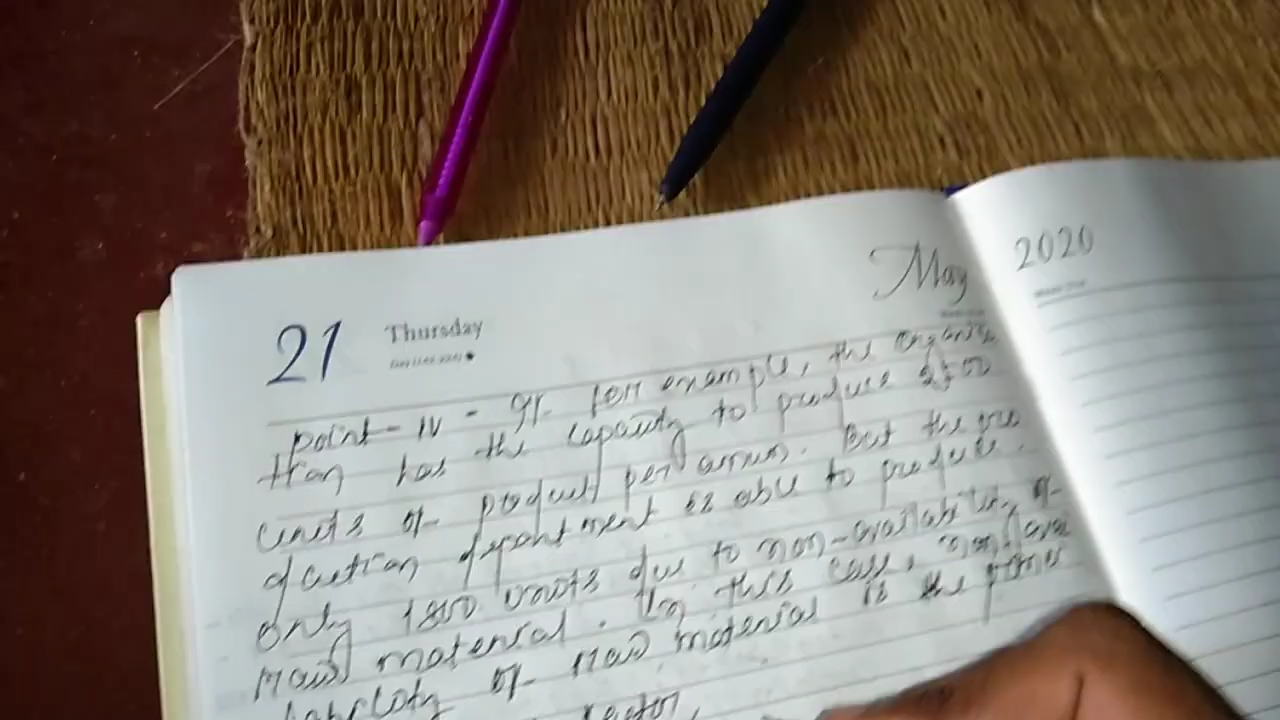 May
2020
21
Thursday
point - IV - If for example, the organiza
tion has the capacity to produce 2500
units of product per annum. But the pro
duction department is able to produce
only 1800 units due to non-availability of
raw material. In this case, non-avai
lability of raw material is the
factor,